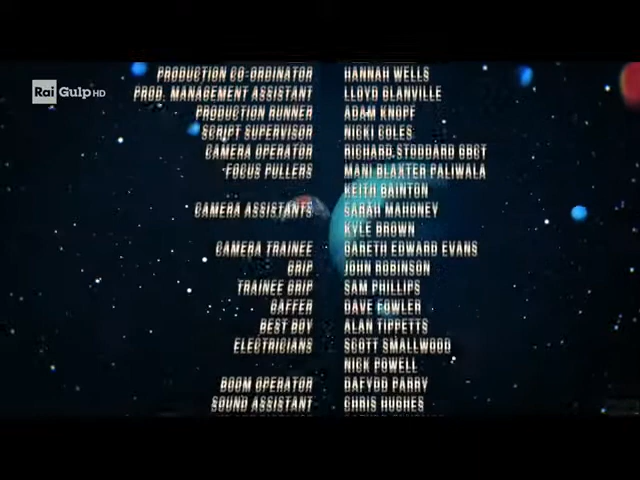 Rai Gulp HD
PRODUCTION CO-ORDINATOR HANNAH WELLS
PROD. MANAGEMENT ASSISTANT LLOYD GLANVILLE
PRODUCTION RUNNER ADAM KNOPF
SCRIPT SUPERVISOR NICKI COLES
CAMERA OPERATOR RICHARD STODDARD GBCT
FOCUS PULLERS MANI BLAXTER PALIWALA
KEITH BAINTON
CAMERA ASSISTANTS SARAH MAHONEY
KYLE BROWN
CAMERA TRAINEE GARETH EDWARD EVANS
GRIP JOHN ROBINSON
TRAINEE GRIP SAM PHILLIPS
GAFFER DAVE FOWLER
BEST BOY ALAN TIPPETTS
ELECTRICIANS SCOTT SMALLWOOD
NICK POWELL
BOOM OPERATOR DAFYDD PARRY
SOUND ASSISTANT CHRIS HUGHES